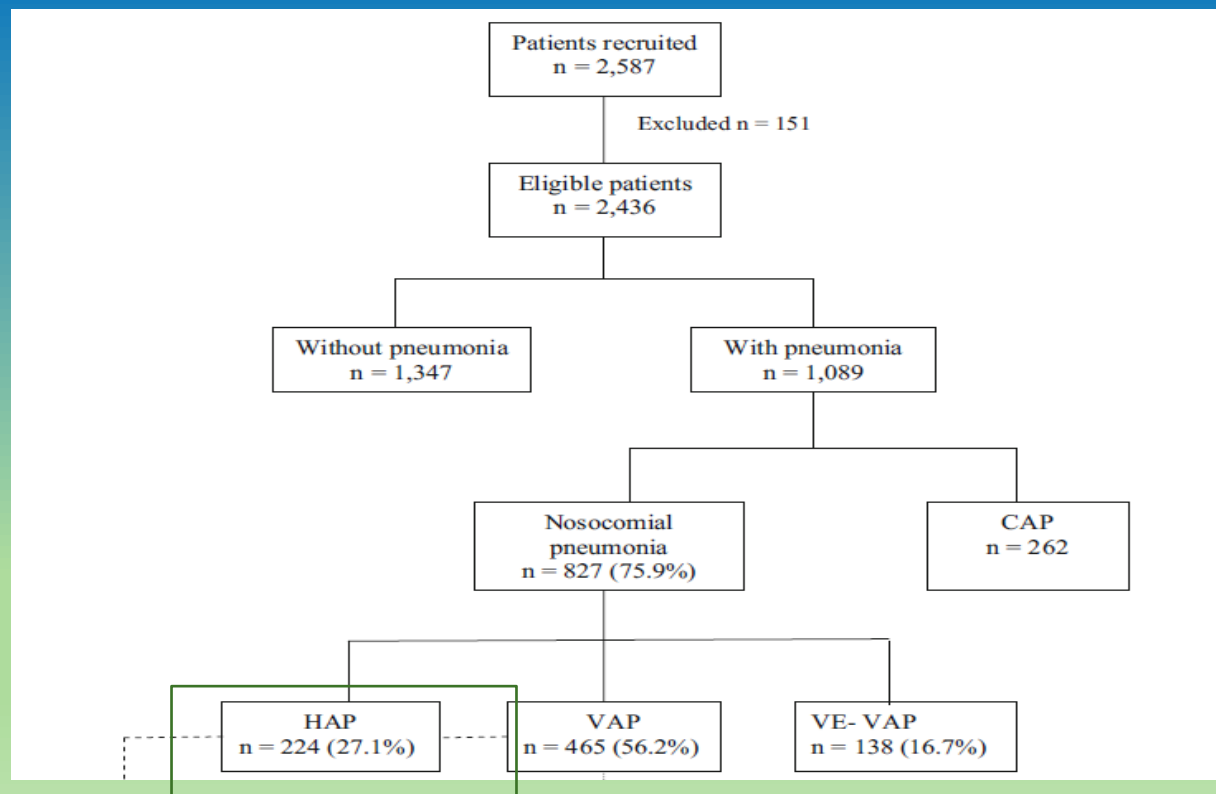 Patients recruited
n = 2,587
Excluded n = 151
Eligible patients
n = 2,436
Without pneumonia
n = 1,347
With pneumonia
n = 1,089
Nosocomial
pneumonia
n = 827 (75.9%)
CAP
n = 262
HAP
n = 224 (27.1%)
VAP
n = 465 (56.2%)
VE- VAP
n = 138 (16.7%)